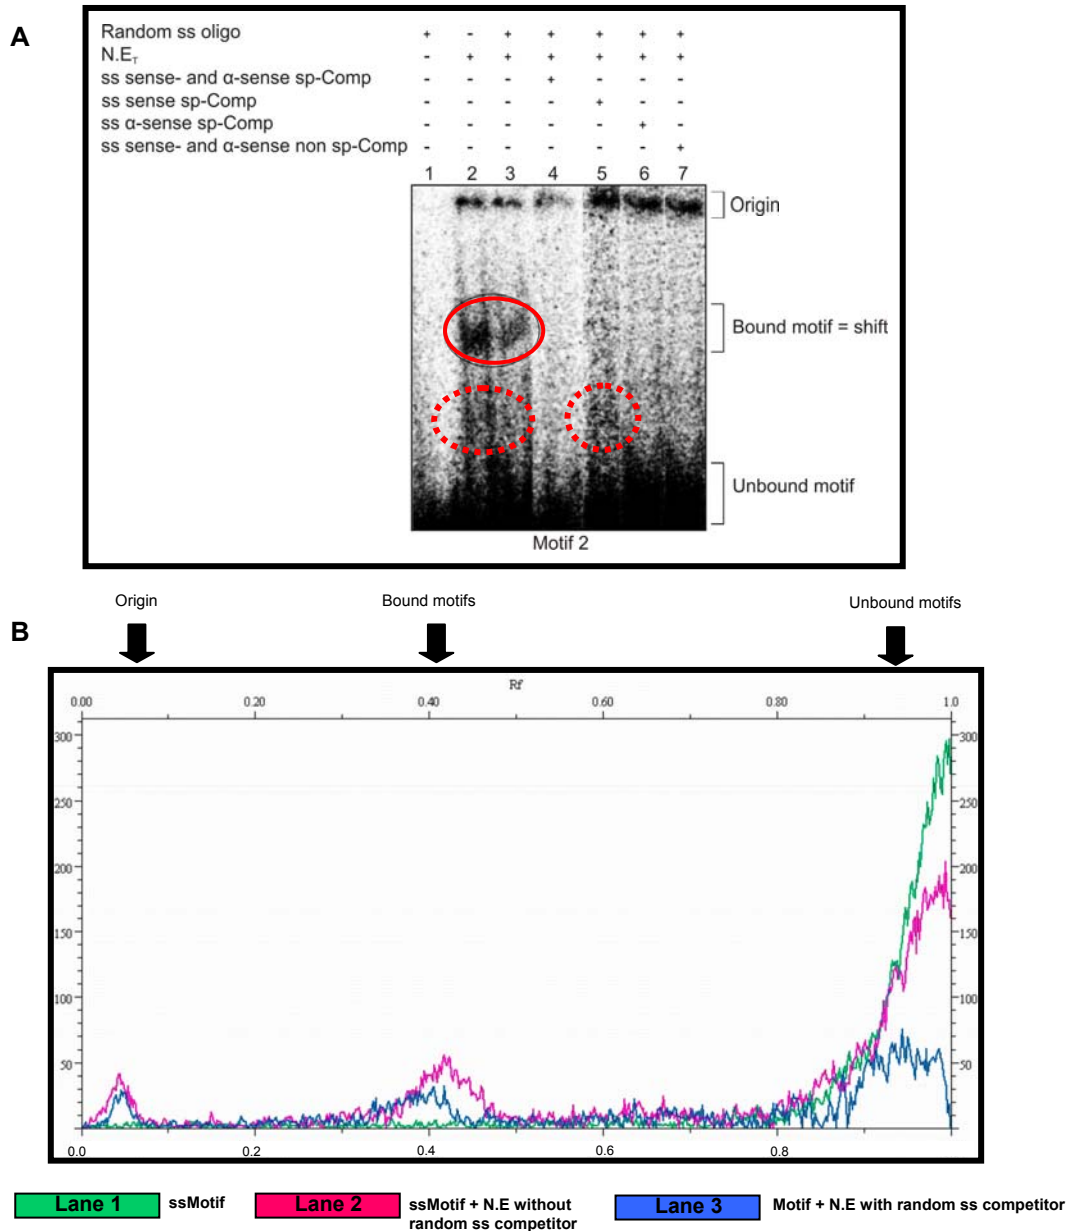 A
Random ss oligo + - + + + + +
N.E_T - + + + + + +
ss sense- and α-sense sp-Comp - - - + - - -
ss sense sp-Comp - - - - + - -
ss α-sense sp-Comp - - - - - + -
ss sense- and α-sense non sp-Comp - - - - - - +
1 2 3 4 5 6 7
Origin
Bound motif = shift
Unbound motif
Motif 2
Origin Bound motifs Unbound motifs
B
Rf
0.00 0.20 0.40 0.60 0.80 1.0
300 300
250 250
200 200
150 150
100 100
50 50
0.0 0.2 0.4 0.6 0.8
Lane 1 ssMotif
Lane 2 ssMotif + N.E without
random ss competitor
Lane 3 Motif + N.E with random ss competitor